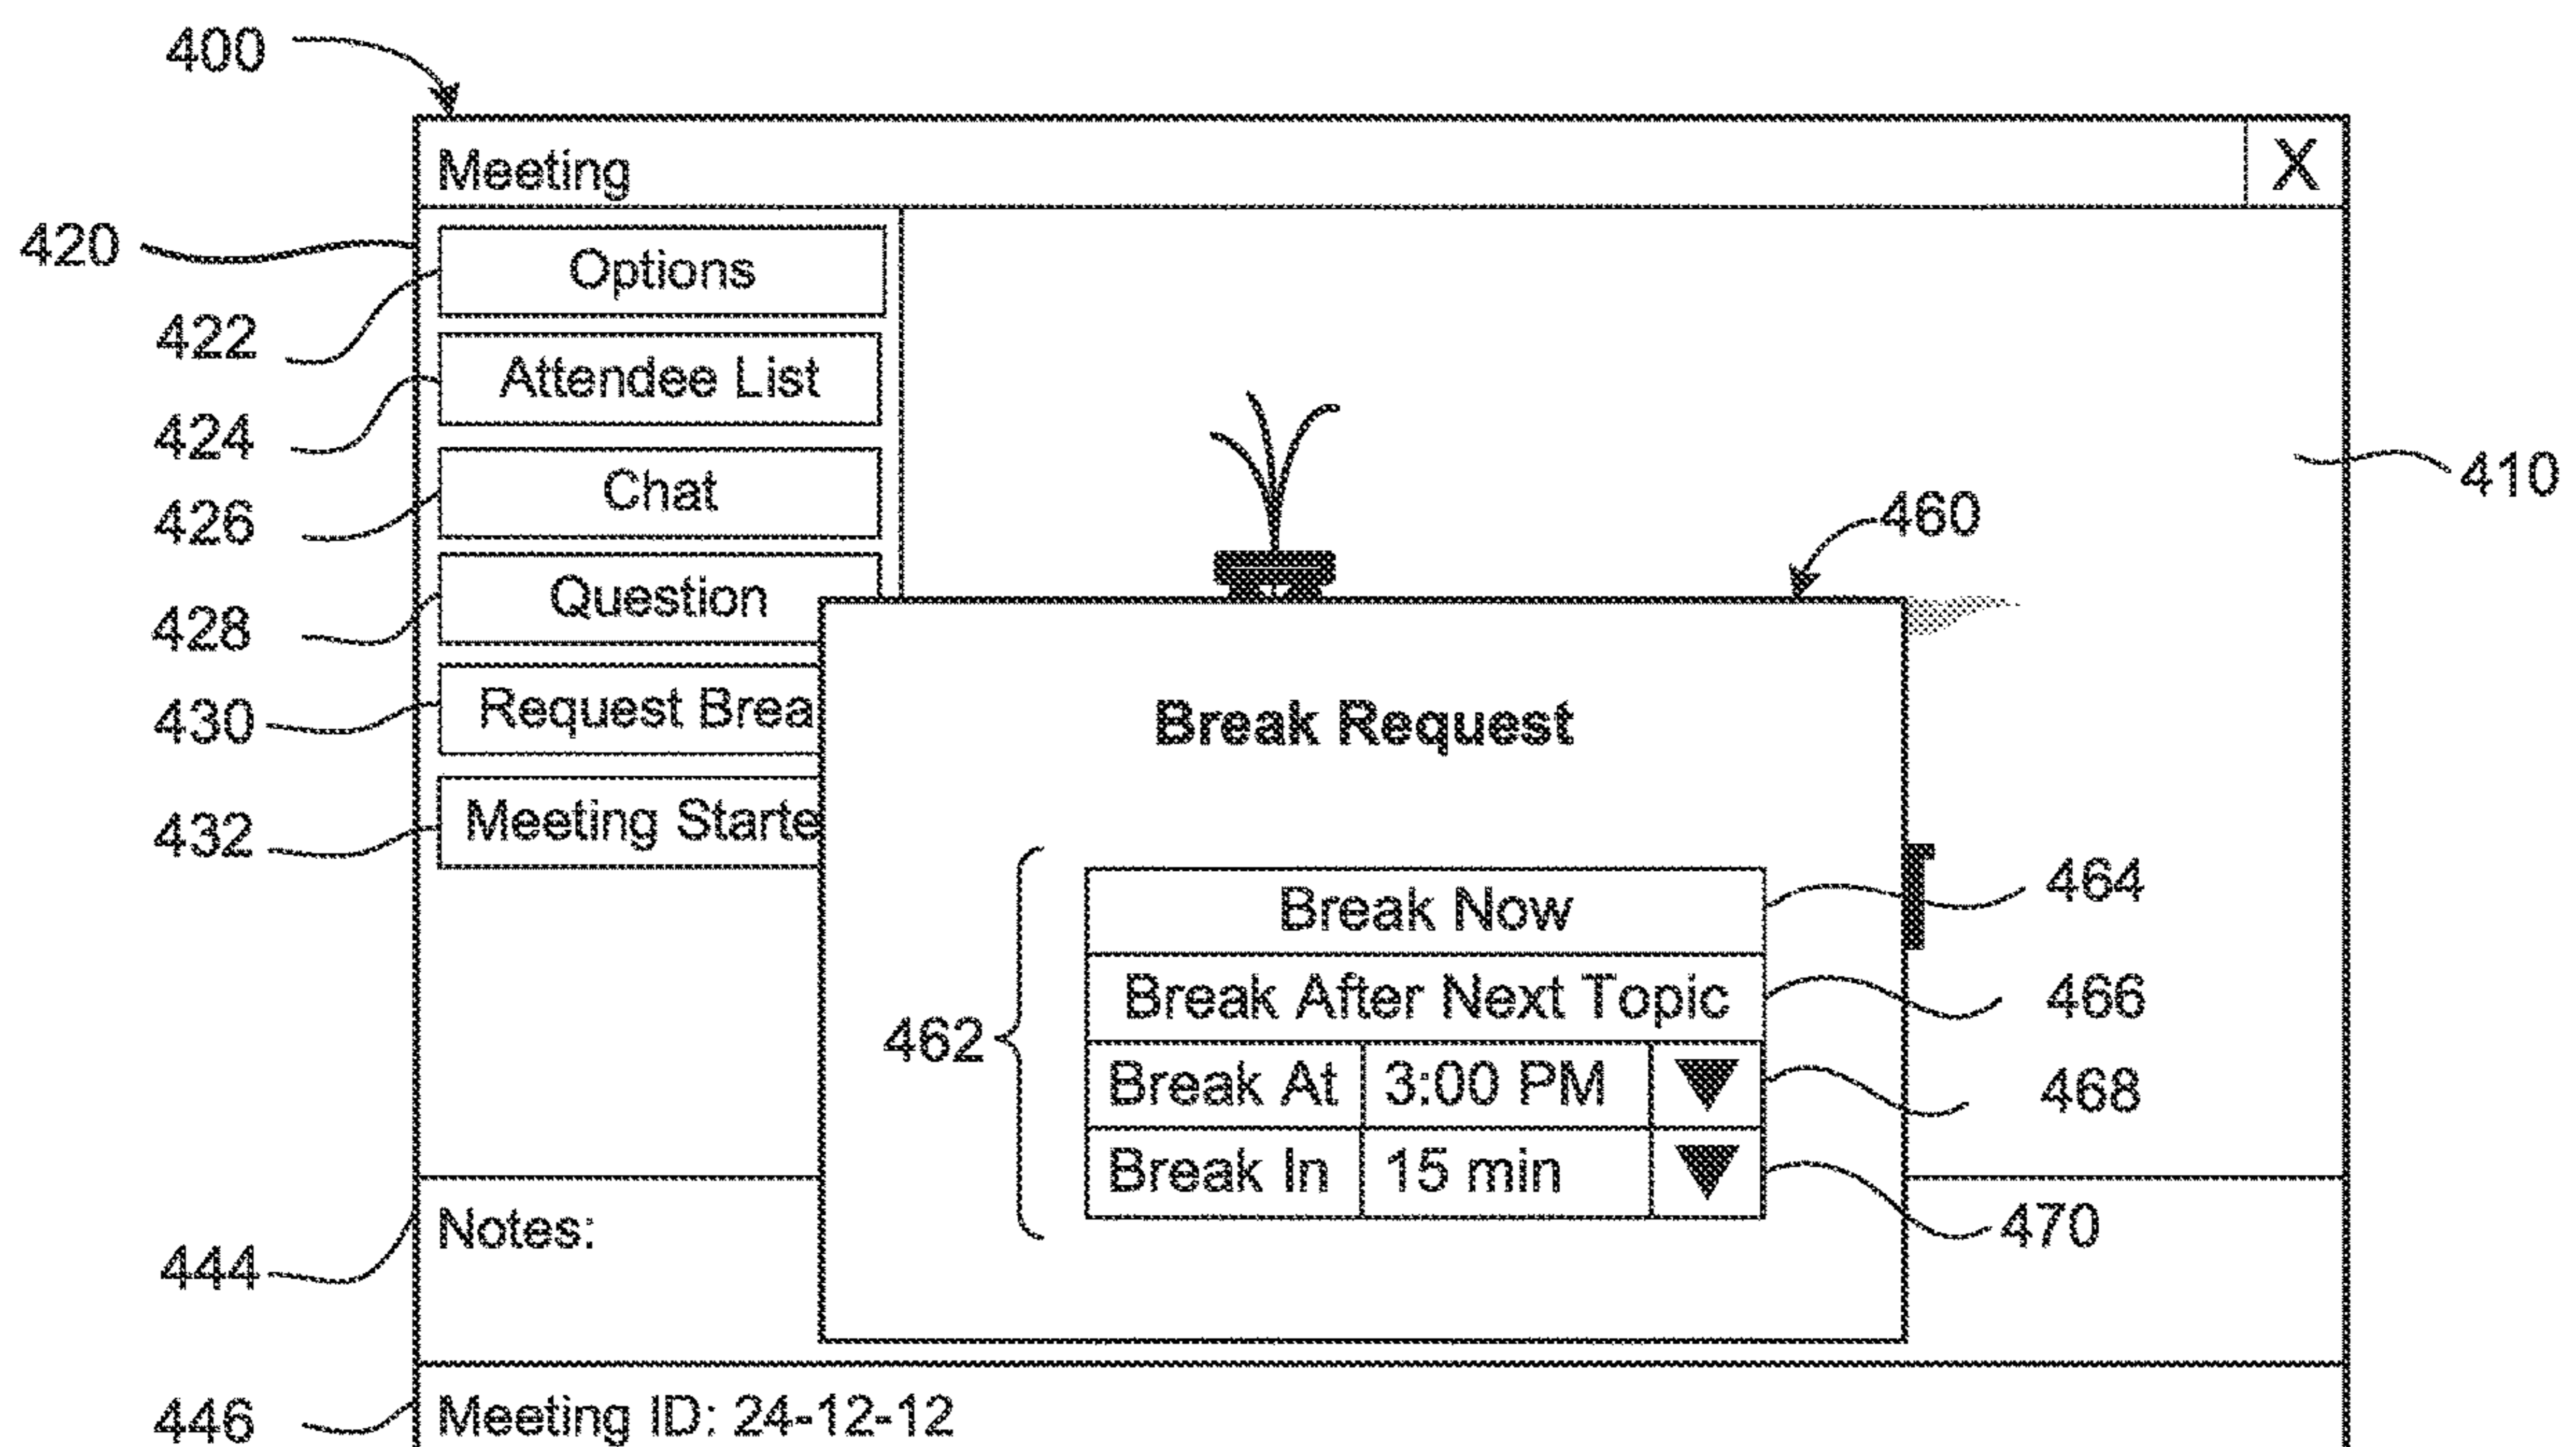 400
Meeting X
420
Options
422
Attendee List
424
Chat
426
410
460
Question
428
Request Brea
430
Break Request
Meeting Starte
432
Break Now
464
Break After Next Topic
466
462
Break At 3:00 PM
468
Break In 15 min
470
Notes:
444
Meeting ID: 24-12-12
446